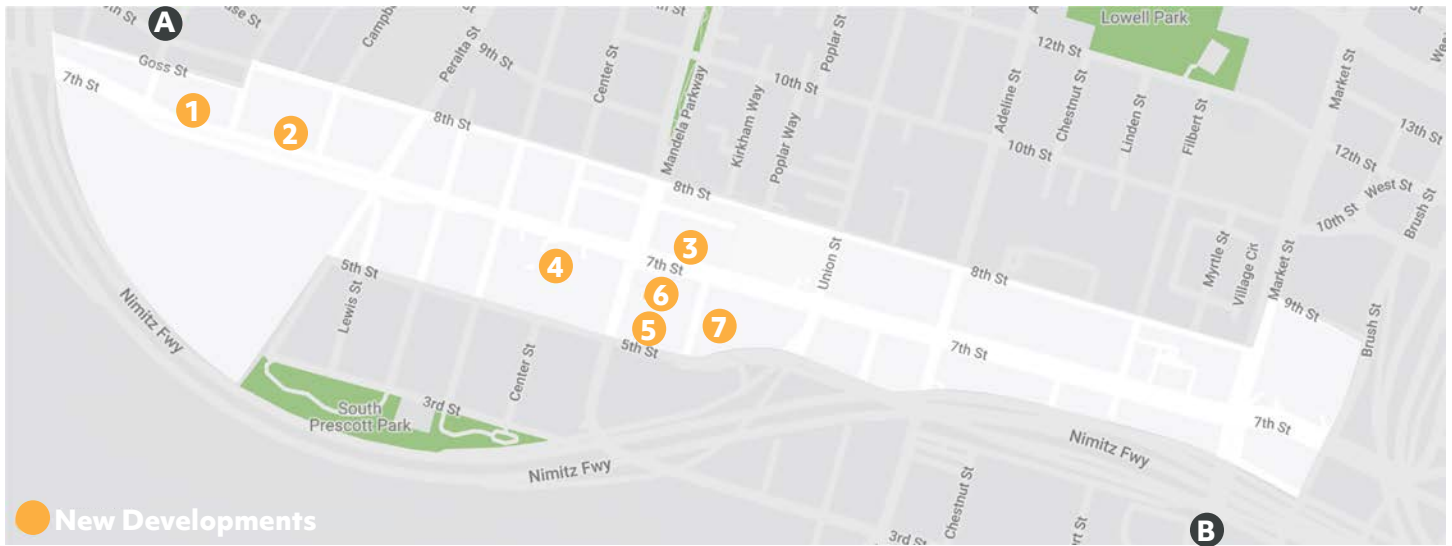 A
Goss St
7th St
1
2
Peralta St
9th St
8th St
Center St
Mandela Parkway
10th St
Poplar St
Kirkham Way
Poplar Way
8th St
Lowell Park
12th St
Adeline St
Chestnut St
Linden St
Filbert St
10th St
Market St
13th St
12th St
West St
10th St
Brush St
3
4
7th St
6
5
7
5th St
5th St
Union St
8th St
Myrtle St
Village Cir
Market St
9th St
Brush St
7th St
7th St
Nimitz Fwy
Lewis St
Center St
South
Prescott Park
3rd St
Nimitz Fwy
Nimitz Fwy
Chestnut St
3rd St
B
New Developments